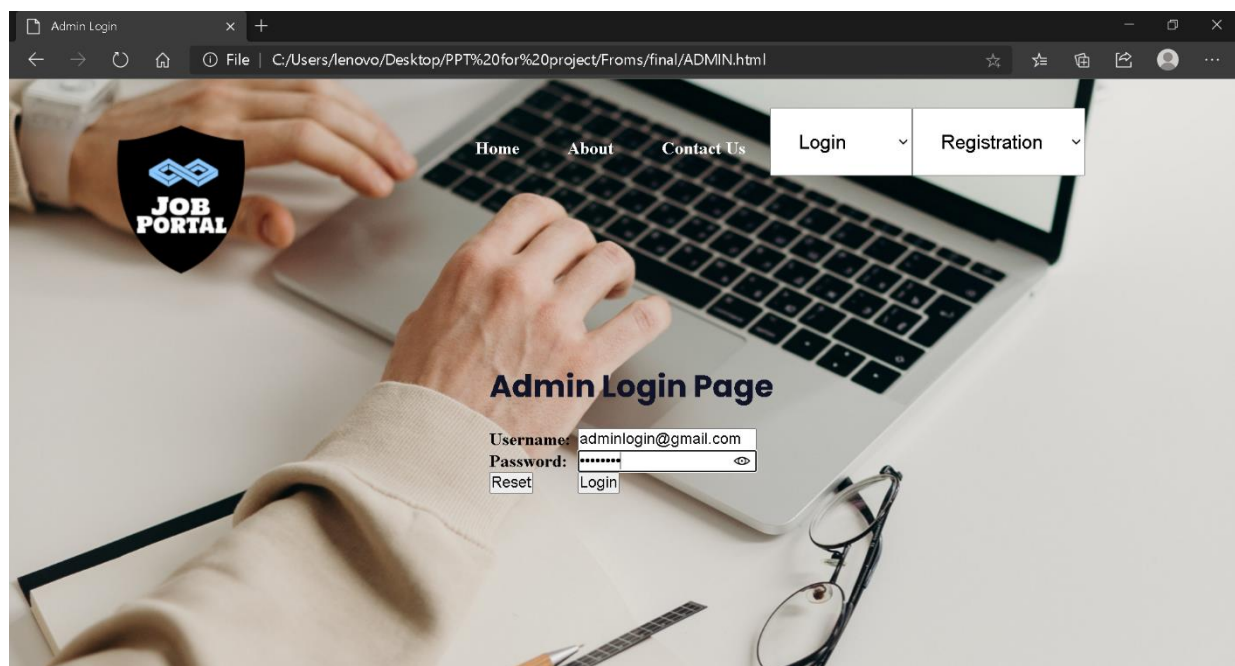 Admin Login
File | C:/Users/lenovo/Desktop/PPT%20for%20project/Froms/final/ADMIN.html
JOB
PORTAL
Home About Contact Us Login Registration
Admin Login Page
Username: adminlogin@gmail.com
Password: ••••••••
Reset Login